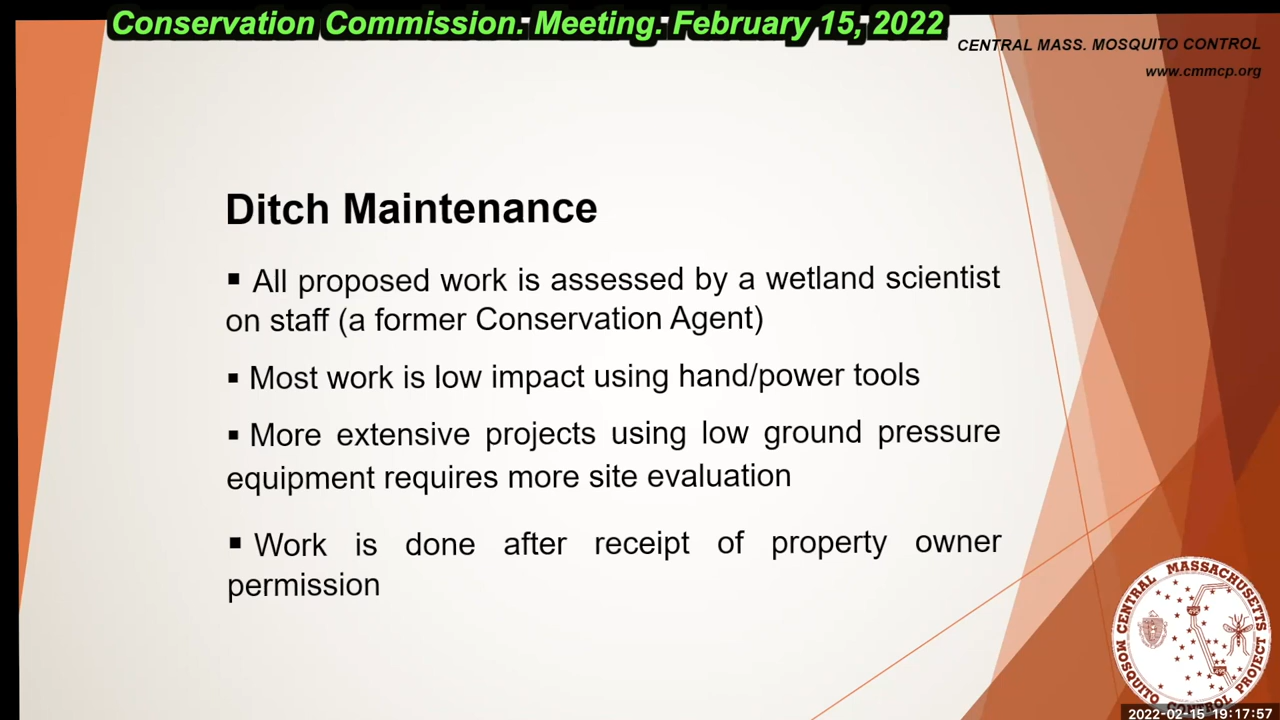 Conservation Commission. Meeting. February 15, 2022
CENTRAL MASS. MOSQUITO CONTROL
www.cmmcp.org
Ditch Maintenance
▪ All proposed work is assessed by a wetland scientist
on staff (a former Conservation Agent)
▪ Most work is low impact using hand/power tools
▪ More extensive projects using low ground pressure
equipment requires more site evaluation
▪ Work is done after receipt of property owner
permission
CENTRAL MASSACHUSETTS
MOSQUITO CONTROL PROJECT
495
2022-02-15 19:17:57